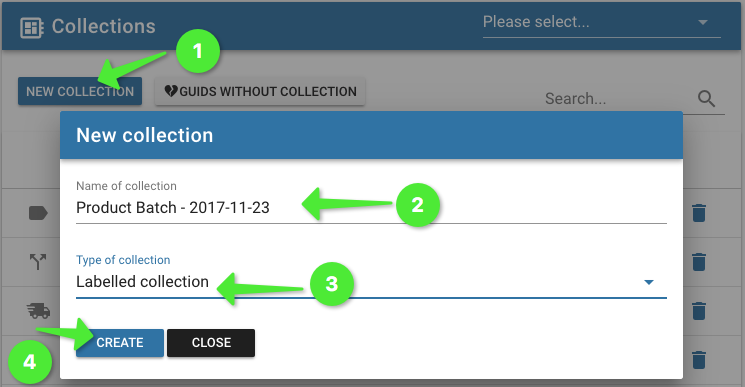 Collections
Please select...
1
NEW COLLECTION
GUIDS WITHOUT COLLECTION
Search...
New collection
Name of collection
Product Batch - 2017-11-23
2
Type of collection
Labelled collection
3
4
CREATE
CLOSE